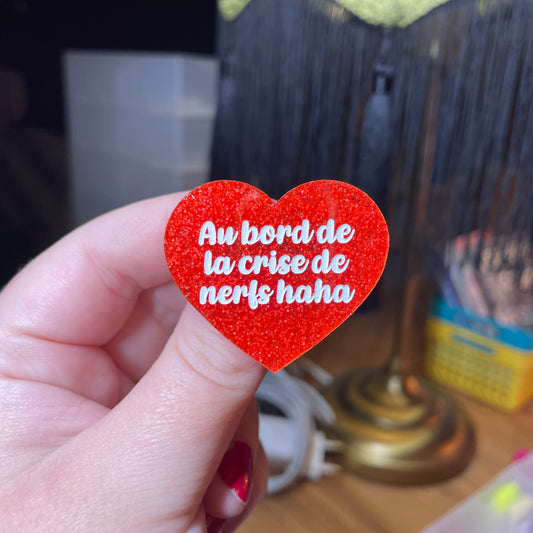 Au bord de
la crise de
nerfs haha